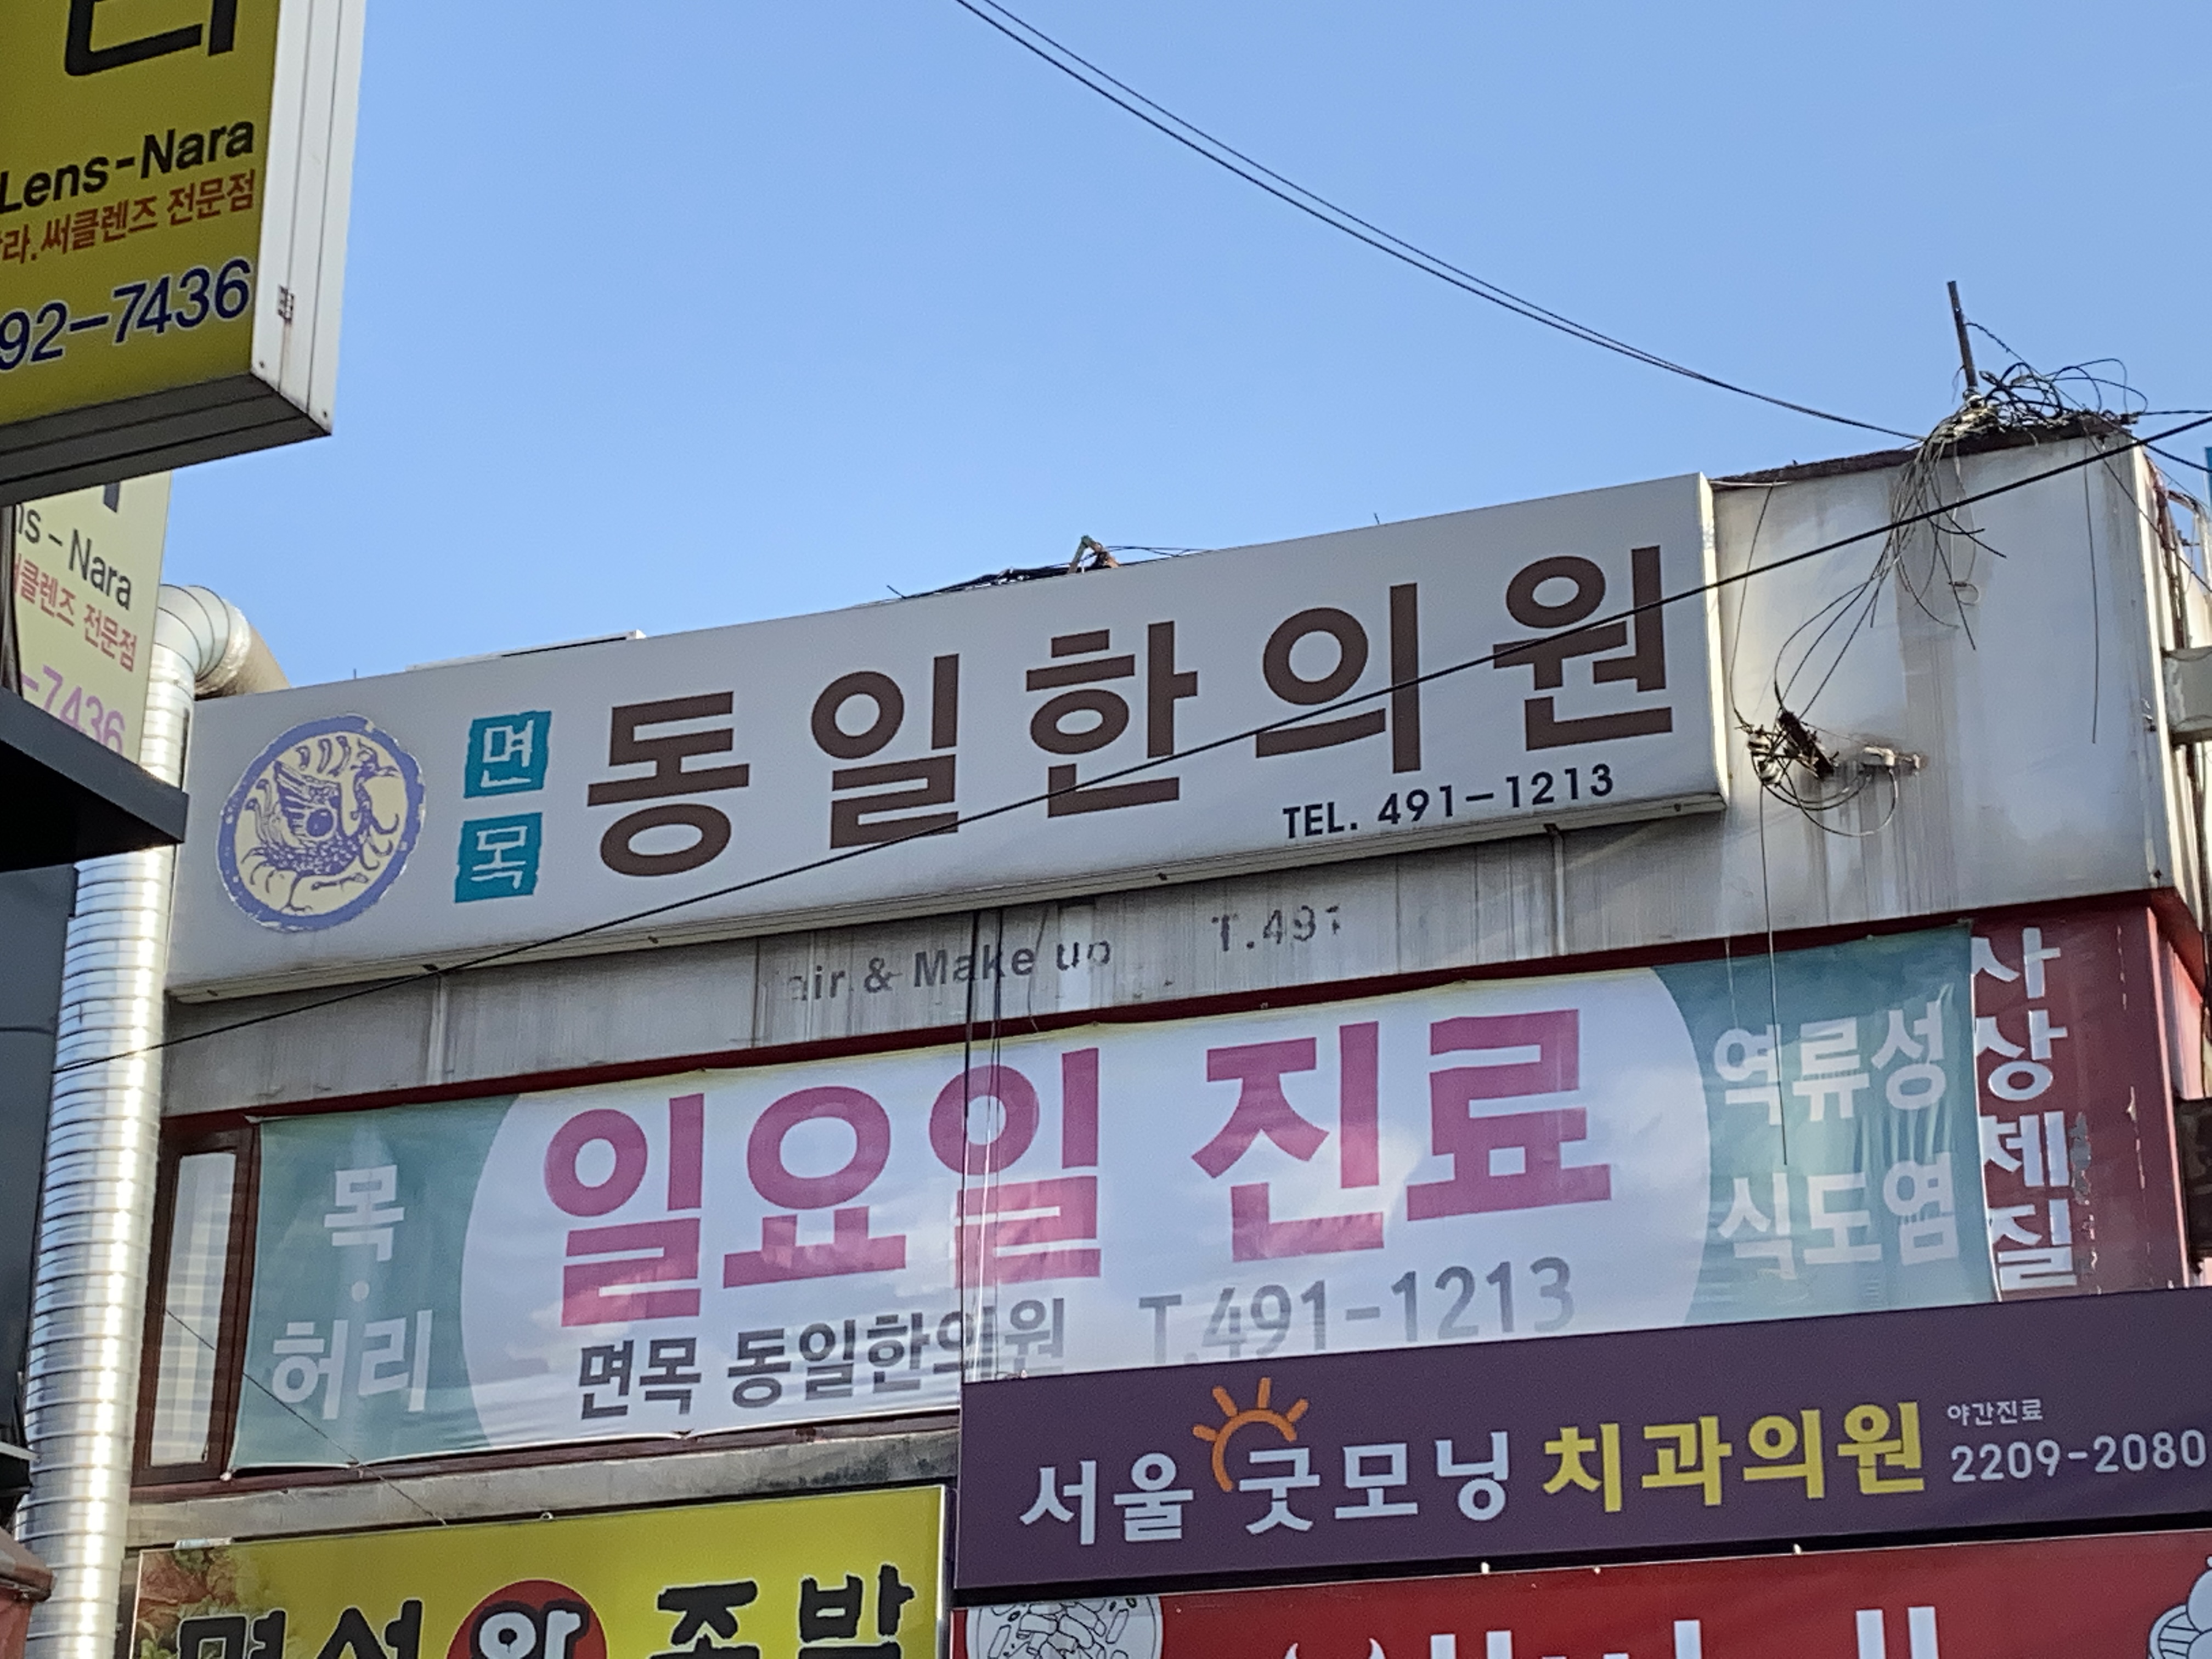 Lens-Nara
써클렌즈 전문점
92-7436
Nara
클렌즈 전문점
-7436
면목
동일한의원
TEL. 491-1213
& Make up T.491
목·허리
일요일 진료
면목 동일한의원 T.491-1213
역류성
식도염
사상체질
서울 굿모닝 치과의원
야간진료
2209-2080